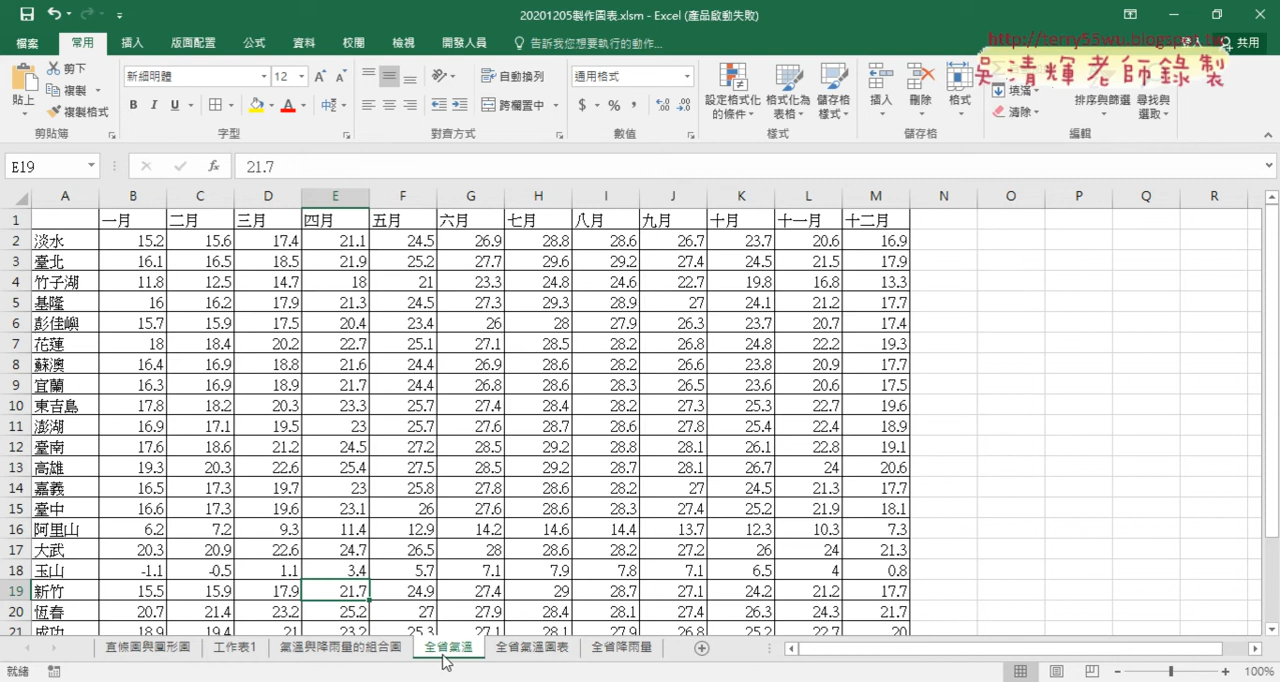 20201205製作圖表.xlsm - Excel (產品啟動失敗)
檔案 常用 插入 版面配置 公式 資料 校閱 檢視 開發人員 告訴我您想要執行的動作... 登入 共用
http://terry55wu.blogspot.tw
吳清輝老師錄製
貼上 剪下 複製 複製格式 剪貼簿
新細明體 12 B I U 中 字型
自動換列 跨欄置中 對齊方式
通用格式 $ % , 數值
設定格式化的條件 格式化為表格 儲存格樣式 樣式
插入 刪除 格式 儲存格
填滿 清除 排序與篩選 尋找與選取 編輯
E19 fx 21.7
A B C D E F G H I J K L M N O P Q R
1 一月 二月 三月 四月 五月 六月 七月 八月 九月 十月 十一月 十二月
2 淡水 15.2 15.6 17.4 21.1 24.5 26.9 28.8 28.6 26.7 23.7 20.6 16.9
3 臺北 16.1 16.5 18.5 21.9 25.2 27.7 29.6 29.2 27.4 24.5 21.5 17.9
4 竹子湖 11.8 12.5 14.7 18 21 23.3 24.8 24.6 22.7 19.8 16.8 13.3
5 基隆 16 16.2 17.9 21.3 24.5 27.3 29.3 28.9 27 24.1 21.2 17.7
6 彭佳嶼 15.7 15.9 17.5 20.4 23.4 26 28 27.9 26.3 23.7 20.7 17.4
7 花蓮 18 18.4 20.2 22.7 25.1 27.1 28.5 28.2 26.8 24.8 22.2 19.3
8 蘇澳 16.4 16.9 18.8 21.6 24.4 26.9 28.6 28.2 26.6 23.8 20.9 17.7
9 宜蘭 16.3 16.9 18.9 21.7 24.4 26.8 28.6 28.3 26.5 23.6 20.6 17.5
10 東吉島 17.8 18.2 20.3 23.3 25.7 27.4 28.4 28.2 27.3 25.3 22.7 19.6
11 澎湖 16.9 17.1 19.5 23 25.7 27.6 28.7 28.6 27.8 25.4 22.4 18.9
12 臺南 17.6 18.6 21.2 24.5 27.2 28.5 29.2 28.8 28.1 26.1 22.8 19.1
13 高雄 19.3 20.3 22.6 25.4 27.5 28.5 29.2 28.7 28.1 26.7 24 20.6
14 嘉義 16.5 17.3 19.7 23 25.8 27.8 28.6 28.2 27 24.5 21.3 17.7
15 臺中 16.6 17.3 19.6 23.1 26 27.6 28.6 28.3 27.4 25.2 21.9 18.1
16 阿里山 6.2 7.2 9.3 11.4 12.9 14.2 14.6 14.4 13.7 12.3 10.3 7.3
17 大武 20.3 20.9 22.6 24.7 26.5 28 28.6 28.2 27.2 26 24 21.3
18 玉山 -1.1 -0.5 1.1 3.4 5.7 7.1 7.9 7.8 7.1 6.5 4 0.8
19 新竹 15.5 15.9 17.9 21.7 24.9 27.4 29 28.7 27.1 24.2 21.2 17.7
20 恆春 20.7 21.4 23.2 25.2 27 27.9 28.4 28.1 27.4 26.3 24.3 21.7
21 成功 18.9 19.4 21 23.2 25.3 27.1 28.1 27.9 26.8 25.2 22.7 20
直條圖與圓形圖 工作表1 氣溫與降雨量的組合圖 全省氣溫 全省氣溫圖表 全省降雨量
就緒 100%